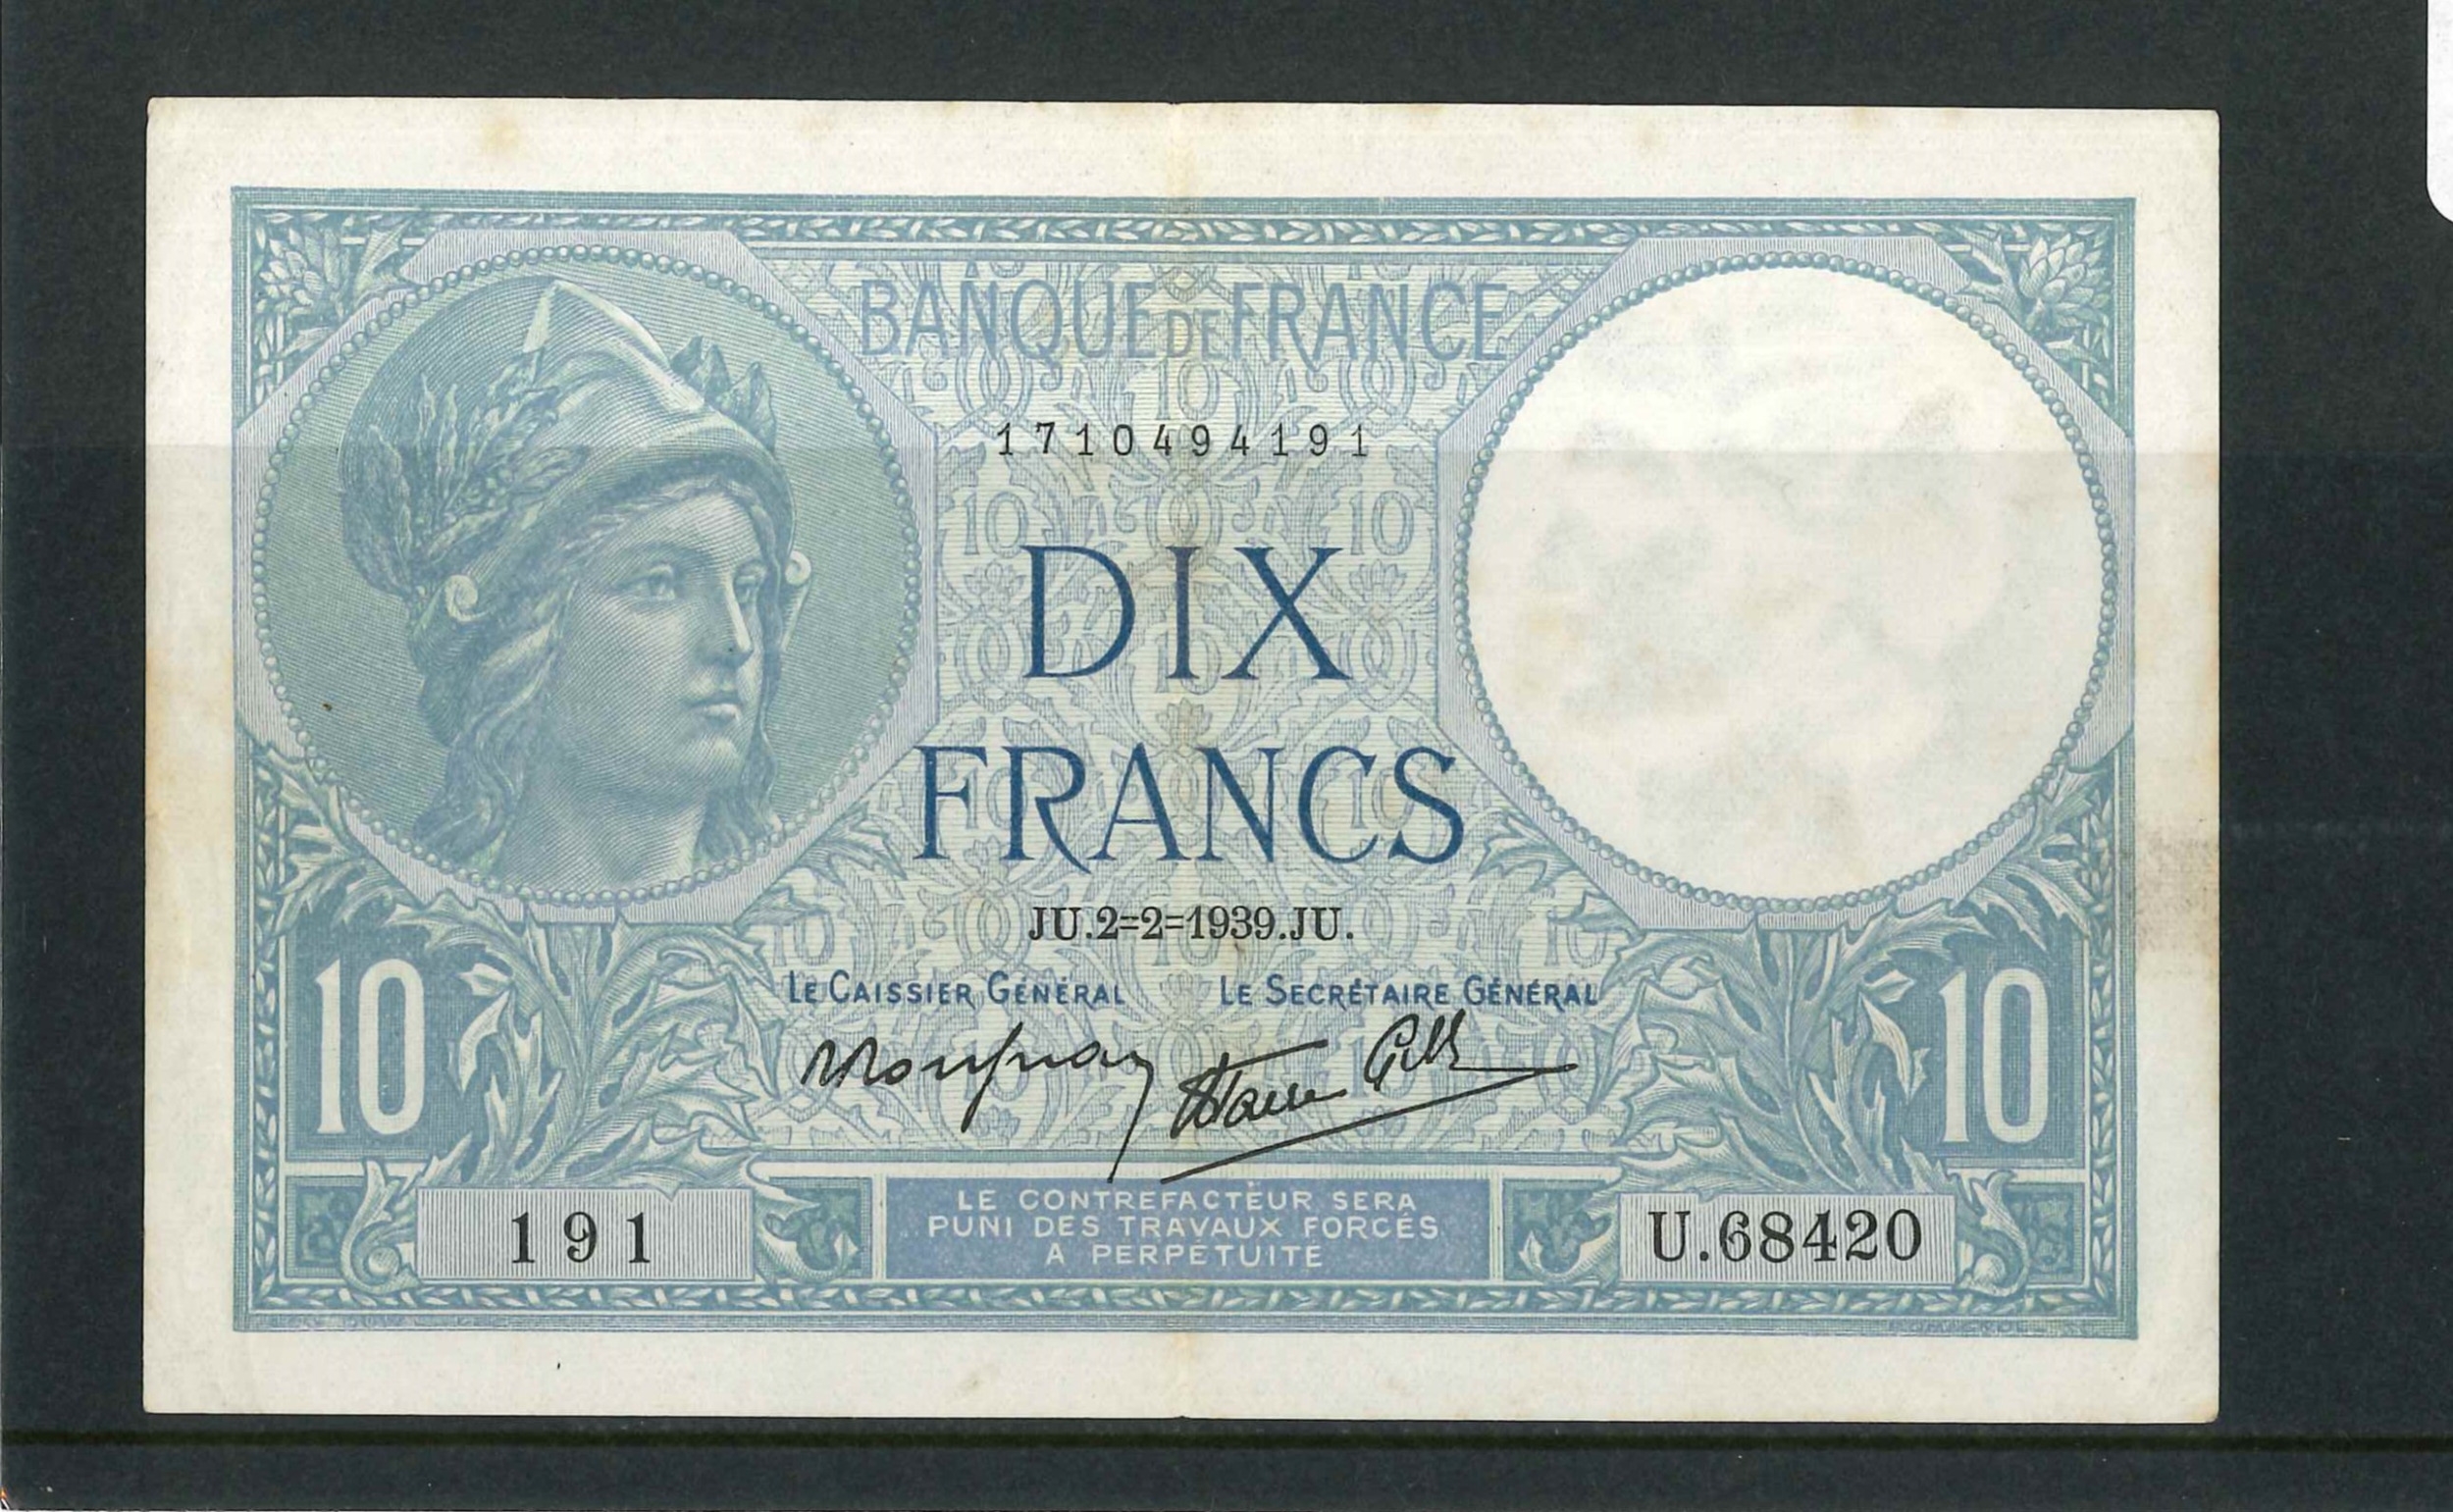 BANQUE DE FRANCE
1710494191
DIX
FRANCS
JU.2=2=1939.JU.
LE CAISSIER GÉNÉRAL LE SECRÉTAIRE GÉNÉRAL
10 10
191
LE CONTREFACTEUR SERA
PUNI DES TRAVAUX FORCÉS
À PERPÉTUITÉ
U.68420